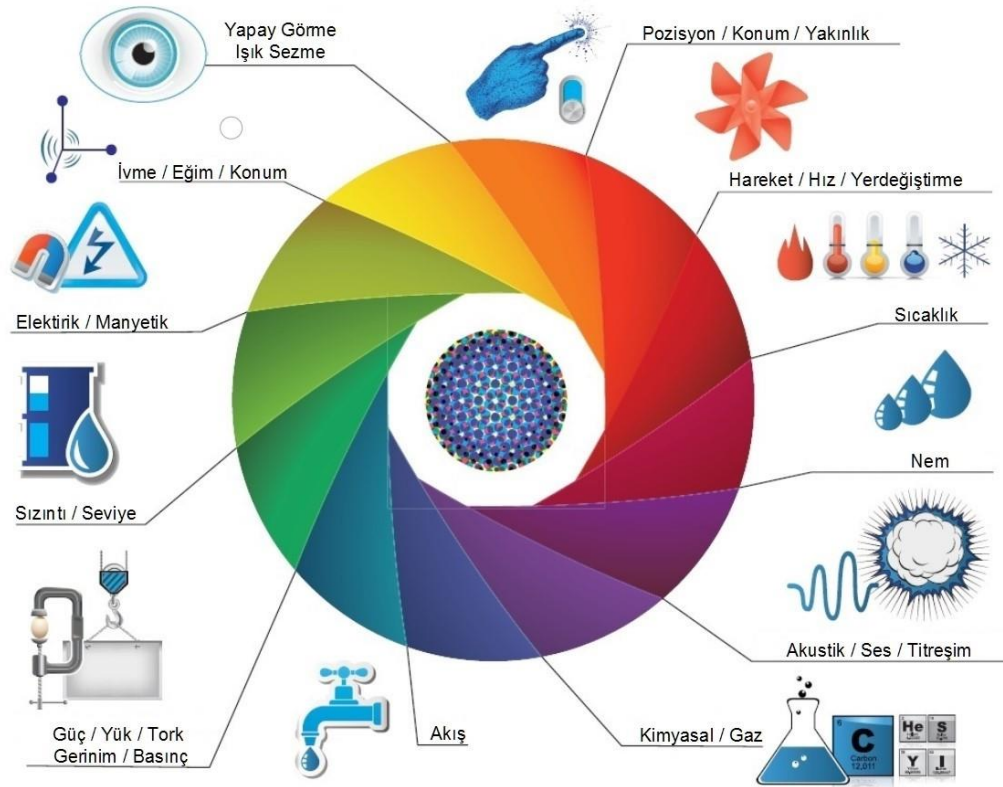 Yapay Görme
Işık Sezme
Pozisyon / Konum / Yakınlık
İvme / Eğim / Konum
Hareket / Hız / Yerdeğiştirme
Elektirik / Manyetik
Sıcaklık
Nem
Sızıntı / Seviye
Akustik / Ses / Titreşim
Güç / Yük / Tork
Gerinim / Basınç
Akış
Kimyasal / Gaz
6
C
Carbon
12,011
He
S
Y
I